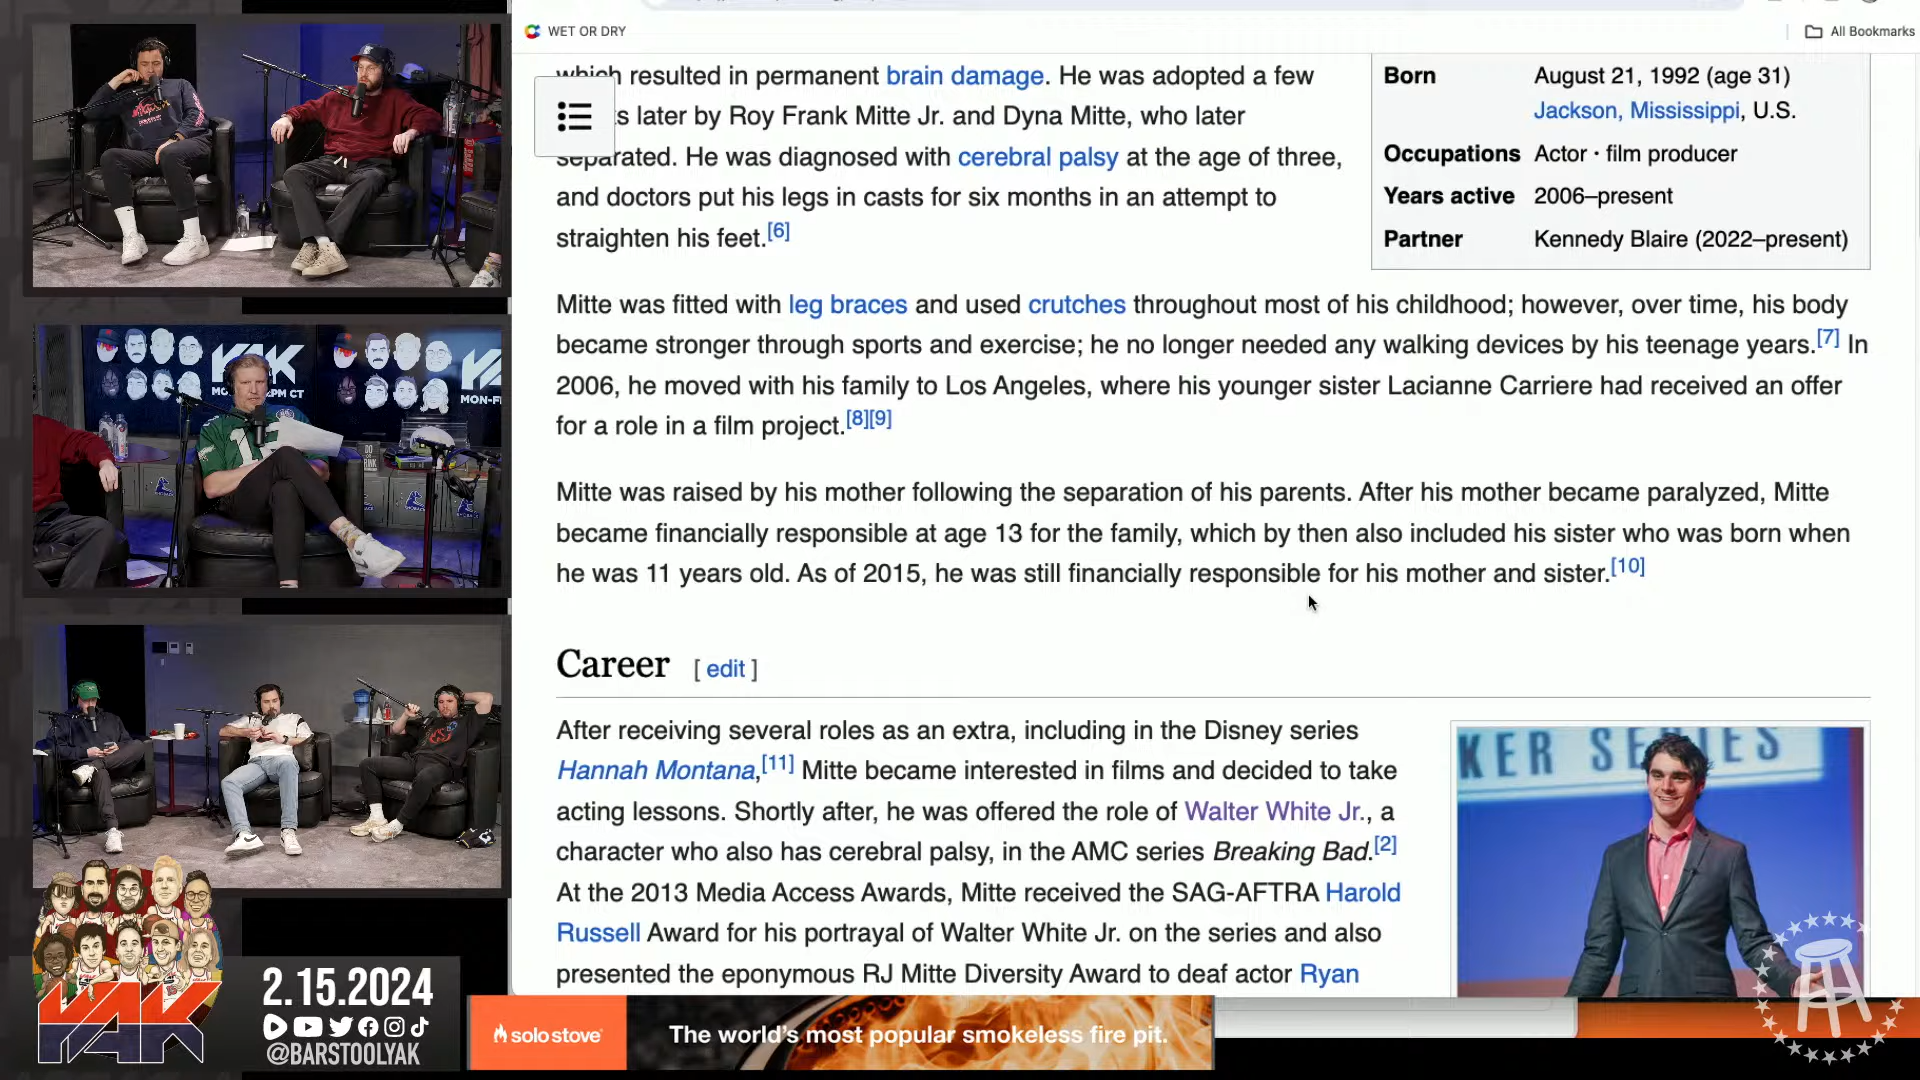 WET OR DRY
All Bookmarks
which resulted in permanent brain damage. He was adopted a few
later by Roy Frank Mitte Jr. and Dyna Mitte, who later
separated. He was diagnosed with cerebral palsy at the age of three,
and doctors put his legs in casts for six months in an attempt to
straighten his feet.[6]
Born August 21, 1992 (age 31)
Jackson, Mississippi, U.S.
Occupations Actor · film producer
Years active 2006–present
Partner Kennedy Blaire (2022–present)
Mitte was fitted with leg braces and used crutches throughout most of his childhood; however, over time, his body
became stronger through sports and exercise; he no longer needed any walking devices by his teenage years.[7] In
2006, he moved with his family to Los Angeles, where his younger sister Lacianne Carriere had received an offer
for a role in a film project.[8][9]
Mitte was raised by his mother following the separation of his parents. After his mother became paralyzed, Mitte
became financially responsible at age 13 for the family, which by then also included his sister who was born when
he was 11 years old. As of 2015, he was still financially responsible for his mother and sister.[10]
Career [ edit ]
After receiving several roles as an extra, including in the Disney series
Hannah Montana,[11] Mitte became interested in films and decided to take
acting lessons. Shortly after, he was offered the role of Walter White Jr., a
character who also has cerebral palsy, in the AMC series Breaking Bad.[2]
At the 2013 Media Access Awards, Mitte received the SAG-AFTRA Harold
Russell Award for his portrayal of Walter White Jr. on the series and also
presented the eponymous RJ Mitte Diversity Award to deaf actor Ryan
KER SERIES
YAK
PM CT
MON-F
YAK
2.15.2024
@BARSTOOLYAK
solo stove
The world's most popular smokeless fire pit.